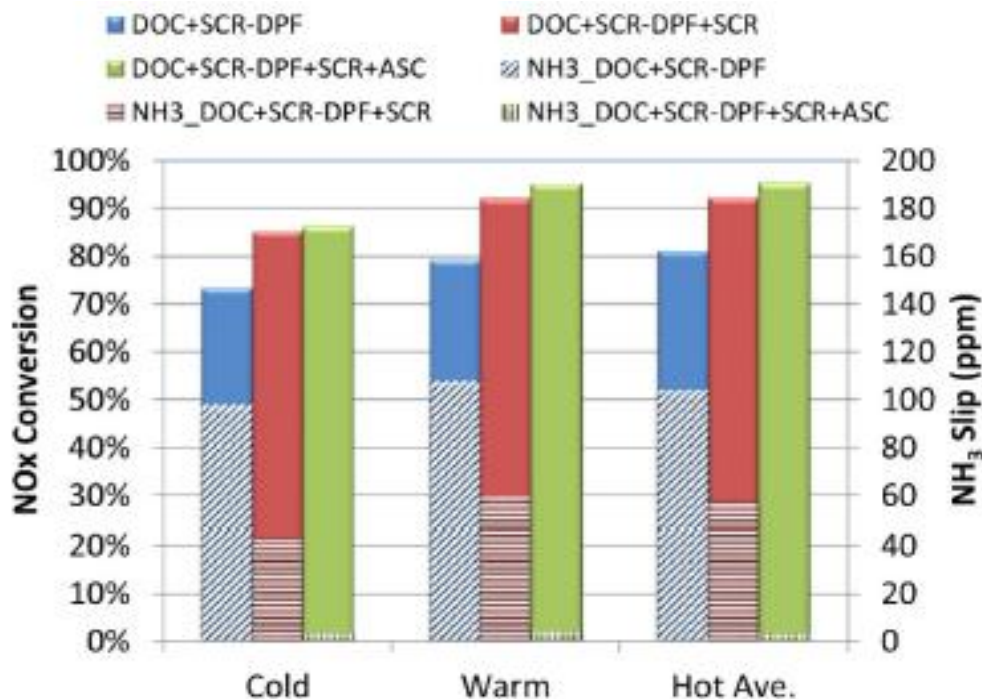 DOC+SCR-DPF DOC+SCR-DPF+SCR
DOC+SCR-DPF+SCR+ASC NH3_DOC+SCR-DPF
NH3_DOC+SCR-DPF+SCR NH3_DOC+SCR-DPF+SCR+ASC
100% 200
90% 180
80% 160
70% 140
60% 120
50% 100
40% 80
30% 60
20% 40
10% 20
0% 0
NOx Conversion
NH₃ Slip (ppm)
Cold Warm Hot Ave.